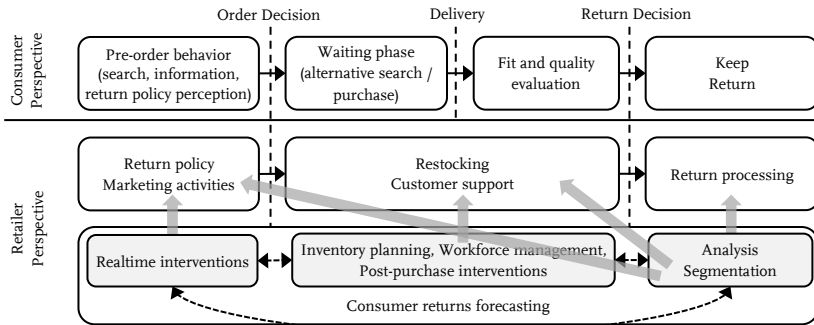 Order Decision
Delivery
Return Decision
Consumer
Perspective
Pre-order behavior
(search, information,
return policy perception)
Waiting phase
(alternative search /
purchase)
Fit and quality
evaluation
Keep
Return
Retailer
Perspective
Return policy
Marketing activities
Restocking
Customer support
Return processing
Realtime interventions
Inventory planning, Workforce management,
Post-purchase interventions
Analysis
Segmentation
Consumer returns forecasting